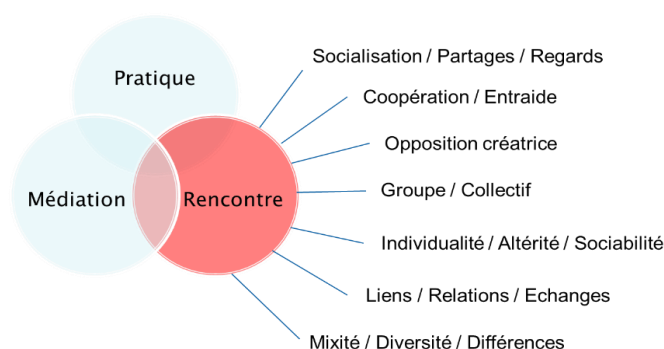 Pratique
Médiation
Rencontre
Socialisation / Partages / Regards
Coopération / Entraide
Opposition créatrice
Groupe / Collectif
Individualité / Altérité / Sociabilité
Liens / Relations / Echanges
Mixité / Diversité / Différences